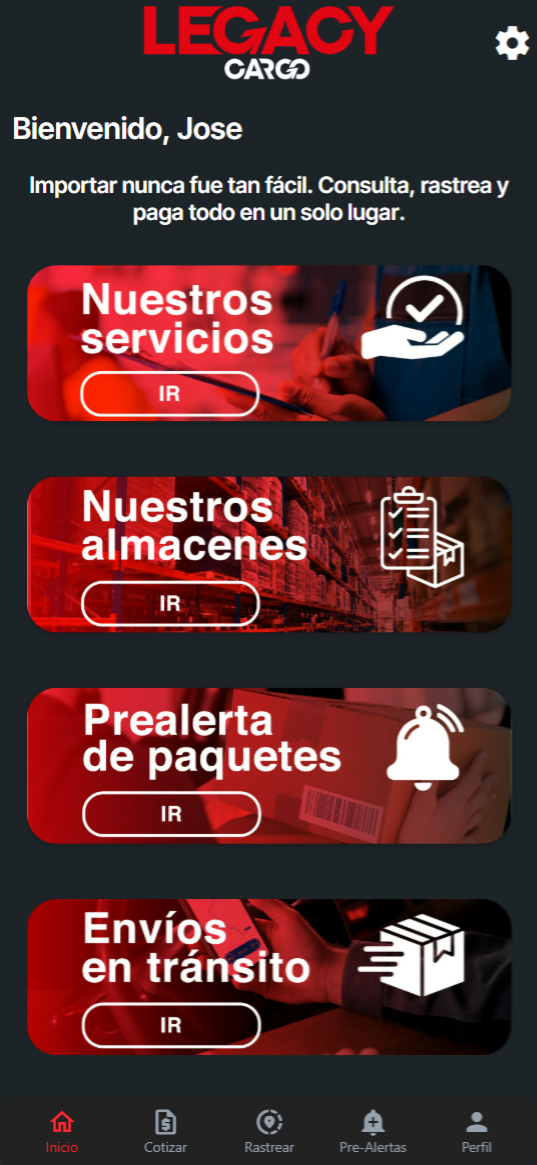 LEGACY
CARGO
Bienvenido, Jose
Importar nunca fue tan fácil. Consulta, rastrea y
paga todo en un solo lugar.
Nuestros
servicios
IR
Nuestros
almacenes
IR
Prealerta
de paquetes
IR
Envíos
en tránsito
IR
Inicio
Cotizar
Rastrear
Pre-Alertas
Perfil